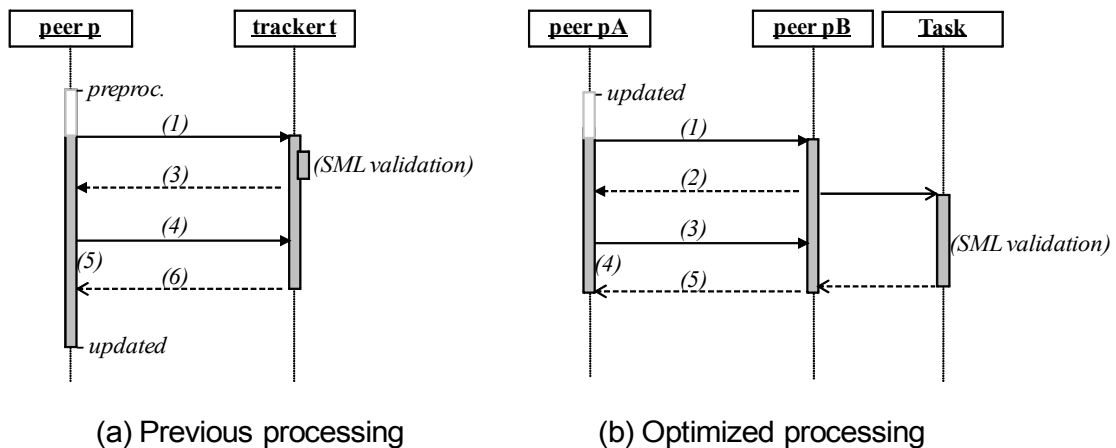 peer p
tracker t
preproc.
(1)
(SML validation)
(3)
(4)
(5)
(6)
updated
(a) Previous processing
peer pA
peer pB
Task
updated
(1)
(2)
(3)
(SML validation)
(4)
(5)
(b) Optimized processing